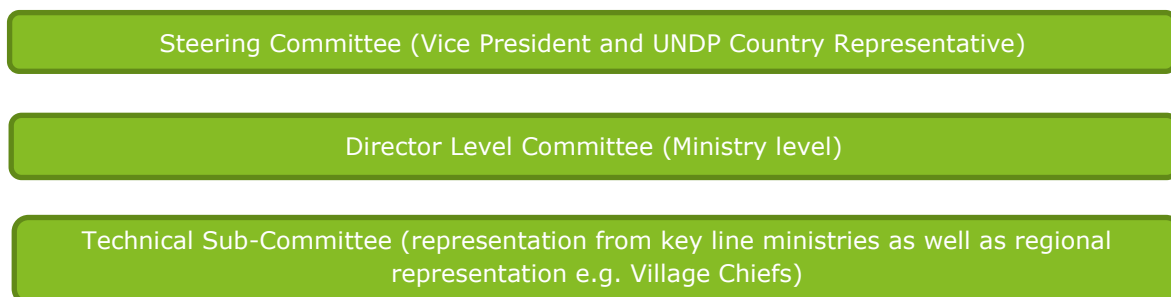 Steering Committee (Vice President and UNDP Country Representative)
Director Level Committee (Ministry level)
Technical Sub-Committee (representation from key line ministries as well as regional
representation e.g. Village Chiefs)